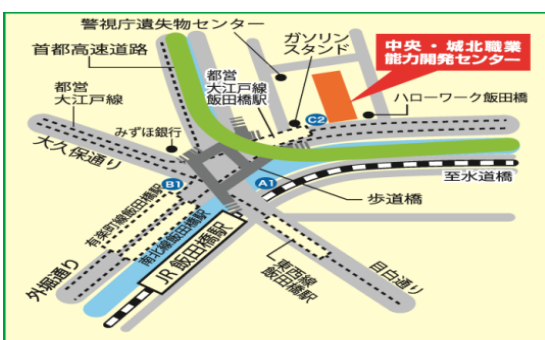 警視庁遺失物センター
首都高速道路
ガソリン
スタンド
中央・城北職業
能力開発センター
都営
大江戸線
都営
大江戸線
飯田橋駅
C2
ハローワーク飯田橋
みずほ銀行
大久保通り
至水道橋
B1
A1
歩道橋
有楽町線飯田橋駅
南北線飯田橋駅
JR 飯田橋駅
外堀通り
東西線
飯田橋駅
目白通り